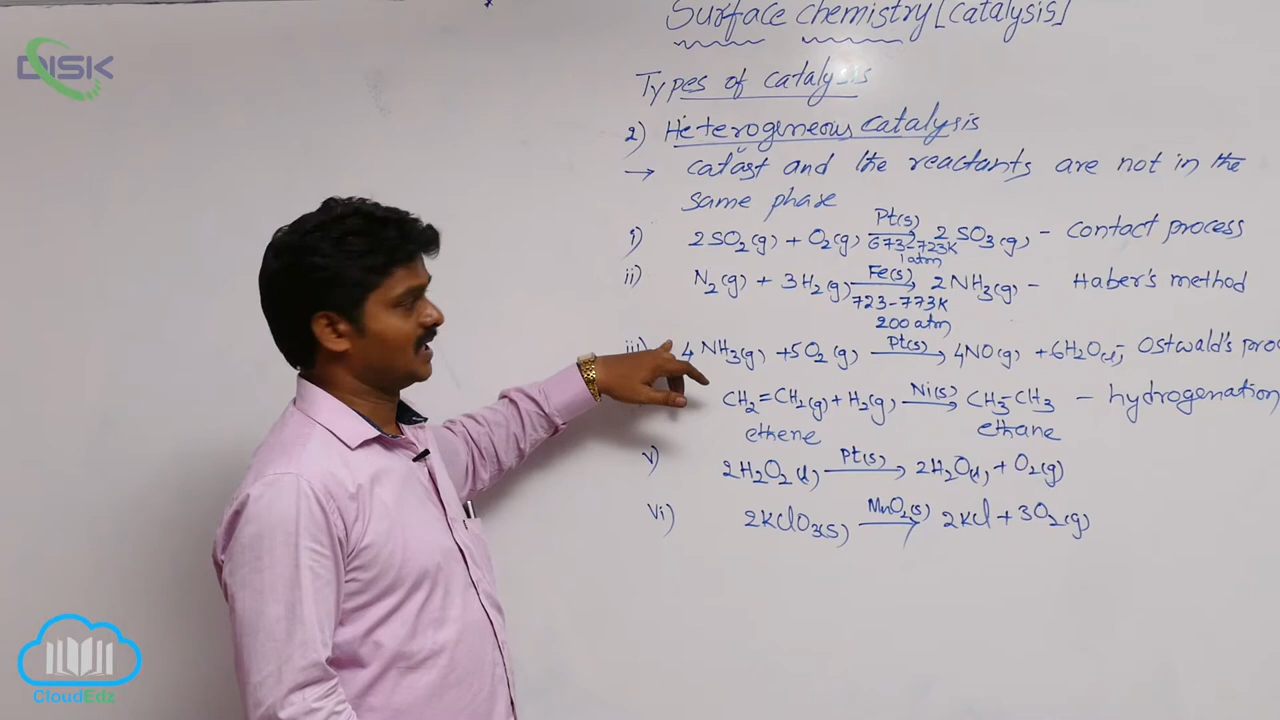 DISK
Surface chemistry [catalysis]
Types of catalysis
2) Heterogeneous catalysis
→ catast and the reactants are not in the
same phase
i) 2SO₂(g) + O₂(g) Pt(s) 673-723K 1atm → 2SO₃(g) - contact process
ii) N₂(g) + 3H₂(g) Fe(s) 723-773K 200 atm → 2NH₃(g) - Haber's method
iii) 4NH₃(g) + 5O₂(g) Pt(s) → 4NO(g) + 6H₂O(l) - Ostwald's pro
CH₂=CH₂(g) + H₂(g) Ni(s) → CH₃-CH₃ - hydrogenation
ethene ethane
v) 2H₂O₂(l) Pt(s) → 2H₂O(l) + O₂(g)
vi) 2KClO₃(s) MnO₂(s) → 2KCl + 3O₂(g)
CloudEdz